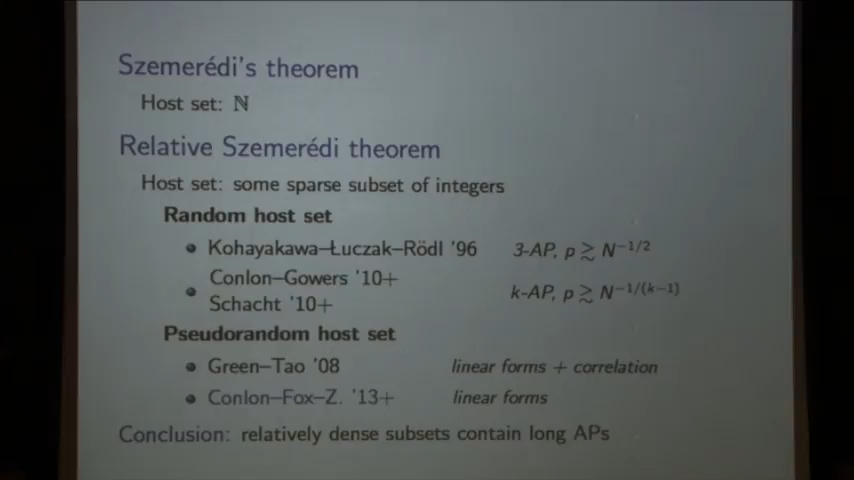 Szemerédi's theorem
Host set: ℕ
Relative Szemerédi theorem
Host set: some sparse subset of integers
Random host set
• Kohayakawa–Łuczak–Rödl '96 3-AP, p ≳ N^{-1/2}
• Conlon–Gowers '10+
Schacht '10+ k-AP, p ≳ N^{-1/(k-1)}
Pseudorandom host set
• Green–Tao '08 linear forms + correlation
• Conlon–Fox–Z. '13+ linear forms
Conclusion: relatively dense subsets contain long APs